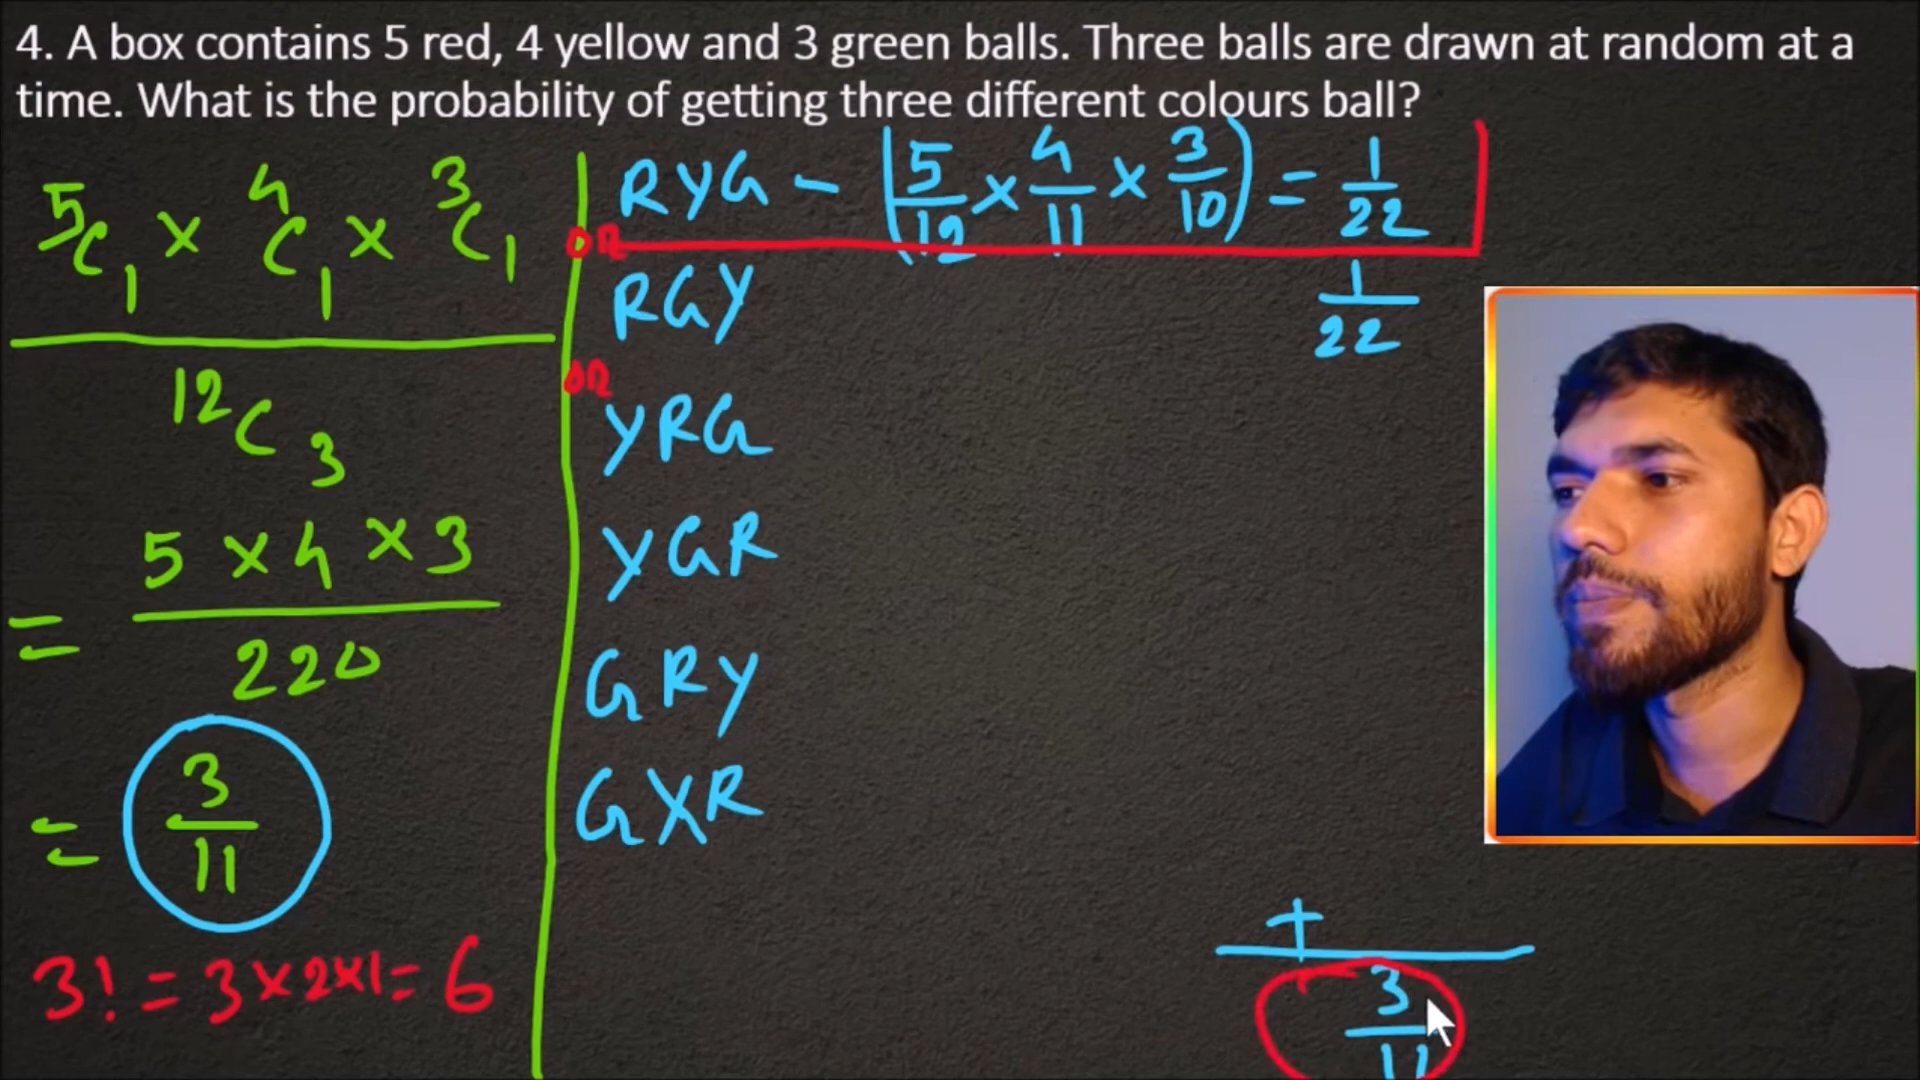 4. A box contains 5 red, 4 yellow and 3 green balls. Three balls are drawn at random at a
time. What is the probability of getting three different colours ball?
5C1 × 4C1 × 3C1
12C3
= 5 × 4 × 3
220
= 3
11
3! = 3 × 2 × 1 = 6
RYG - (5/12 × 4/11 × 3/10) = 1/22
OR
RGY 1/22
OR
YRG
YGR
GRY
GYR
+
3
11